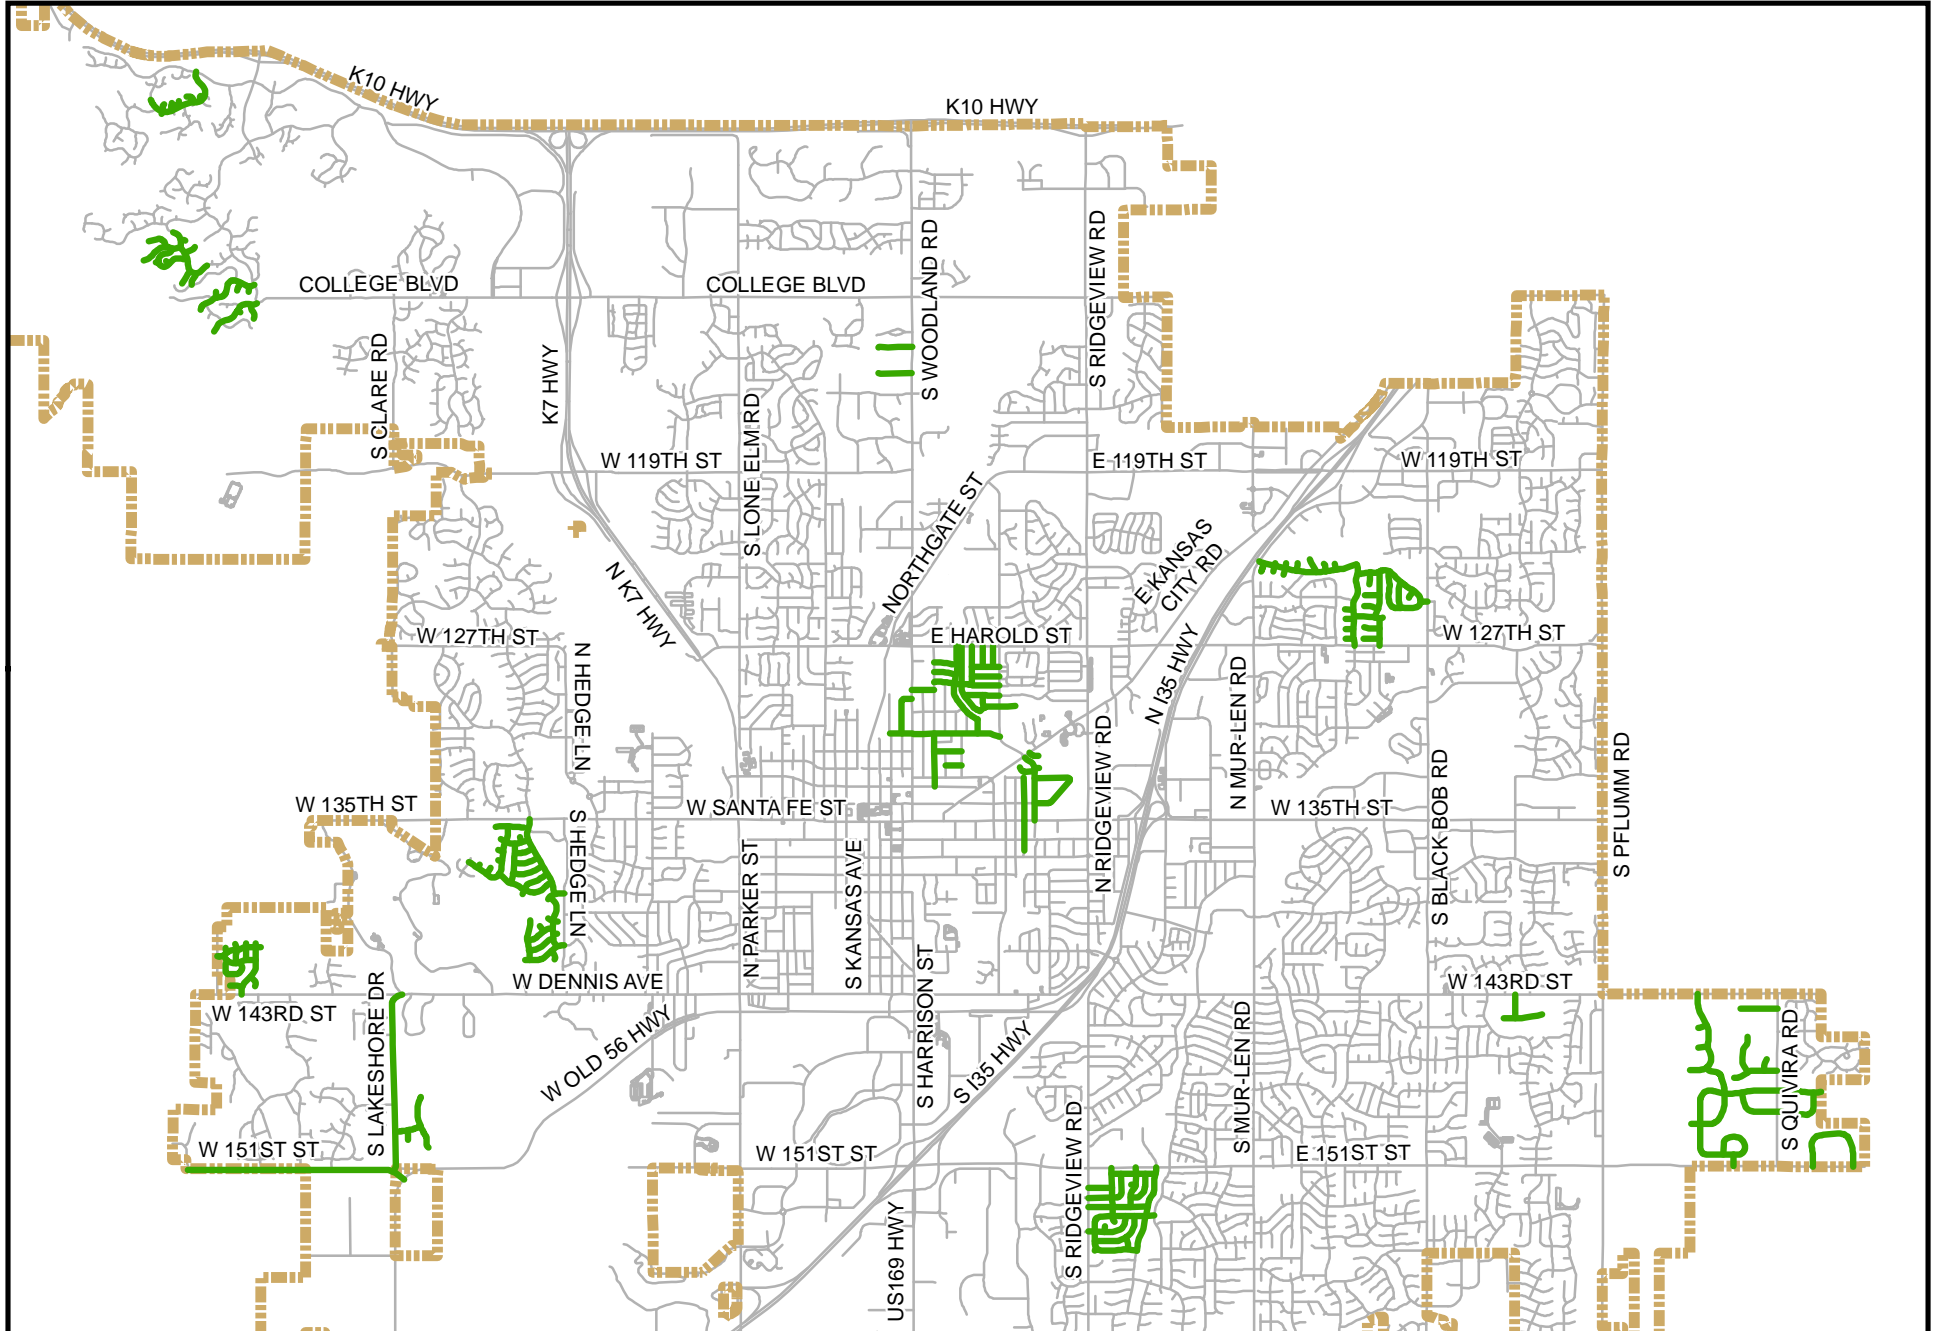 K10 HWY
K10 HWY
S WOODLAND RD
S RIDGEVIEW RD
COLLEGE BLVD
COLLEGE BLVD
S CLARE RD
K7 HWY
S LONE ELM RD
W 119TH ST
E 119TH ST
W 119TH ST
NORTHGATE ST
E KANSAS
CITY RD
N K7 HWY
W 127TH ST
E HAROLD ST
W 127TH ST
N HEDGE LN
N I35 HWY
N MUR-LEN RD
N RIDGEVIEW RD
S BLACK BOB RD
S PFLUMM RD
W 135TH ST
W SANTA FE ST
W 135TH ST
S HEDGE LN
N PARKER ST
S KANSAS AVE
S HARRISON ST
W DENNIS AVE
W 143RD ST
W 143RD ST
S LAKESHORE DR
W OLD 56 HWY
S I35 HWY
S MUR-LEN RD
S QUIVIRA RD
W 151ST ST
W 151ST ST
E 151ST ST
S RIDGEVIEW RD
US169 HWY